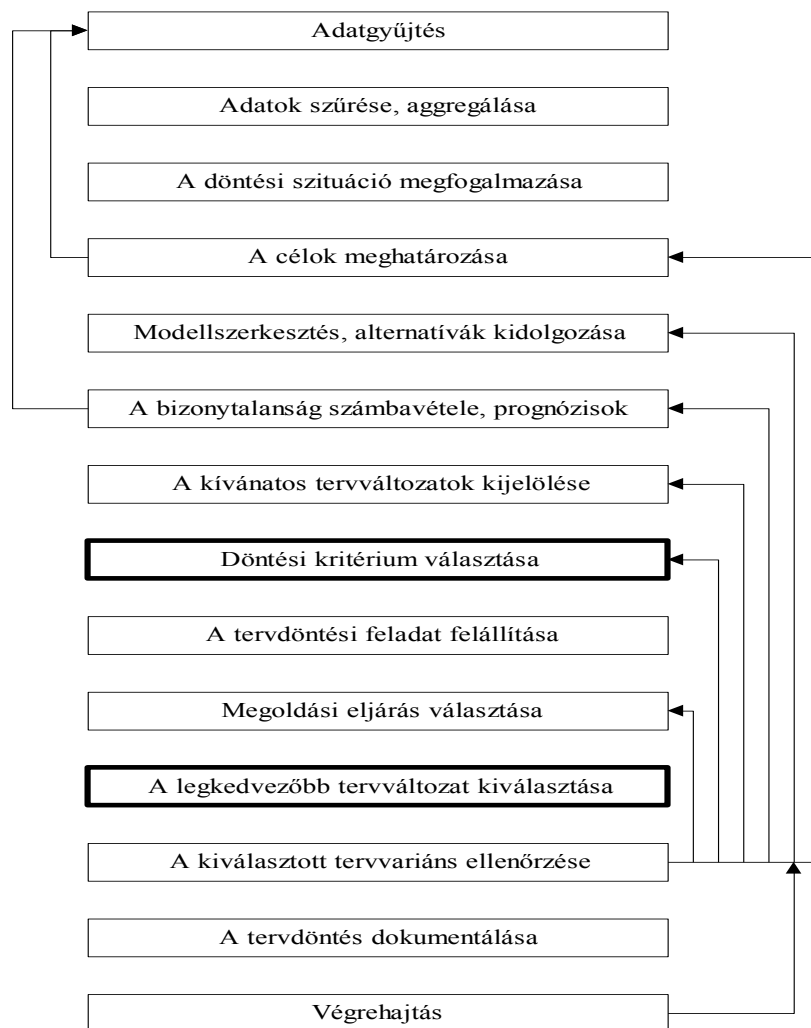 Adatgyűjtés
Adatok szűrése, aggregálása
A döntési szituáció megfogalmazása
A célok meghatározása
Modellszerkesztés, alternatívák kidolgozása
A bizonytalanság számbavétele, prognózisok
A kívánatos tervváltozatok kijelölése
Döntési kritérium választása
A tervdöntési feladat felállítása
Megoldási eljárás választása
A legkedvezőbb tervváltozat kiválasztása
A kiválasztott tervvariáns ellenőrzése
A tervdöntés dokumentálása
Végrehajtás